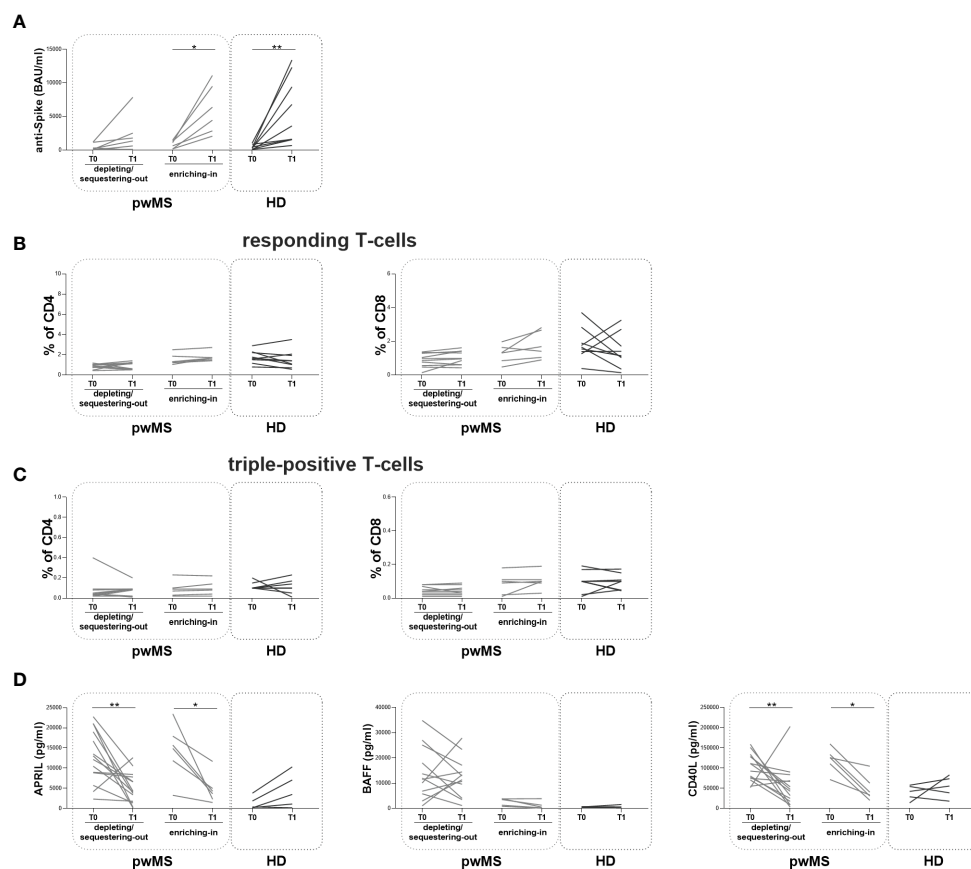 A
anti-Spike (BAU/ml)
15000
10000
5000
0
*
**
T0 T1 T0 T1 T0 T1
depleting/
sequestering-out
enriching-in
pwMS HD
B
responding T-cells
% of CD4
10
8
6
4
2
0
T0 T1 T0 T1 T0 T1
depleting/
sequestering-out
enriching-in
pwMS HD
% of CD8
6
4
2
0
T0 T1 T0 T1 T0 T1
depleting/
sequestering-out
enriching-in
pwMS HD
C
triple-positive T-cells
% of CD4
1.0
0.8
0.6
0.4
0.2
0.0
T0 T1 T0 T1 T0 T1
depleting/
sequestering-out
enriching-in
pwMS HD
% of CD8
0.6
0.4
0.2
0.0
T0 T1 T0 T1 T0 T1
depleting/
sequestering-out
enriching-in
pwMS HD
D
APRIL (pg/ml)
25000
20000
15000
10000
5000
0
**
*
T0 T1 T0 T1 T0 T1
depleting/
sequestering-out
enriching-in
pwMS HD
BAFF (pg/ml)
40000
30000
20000
10000
0
T0 T1 T0 T1 T0 T1
depleting/
sequestering-out
enriching-in
pwMS HD
CD40L (pg/ml)
250000
200000
150000
100000
50000
0
**
*
T0 T1 T0 T1 T0 T1
depleting/
sequestering-out
enriching-in
pwMS HD